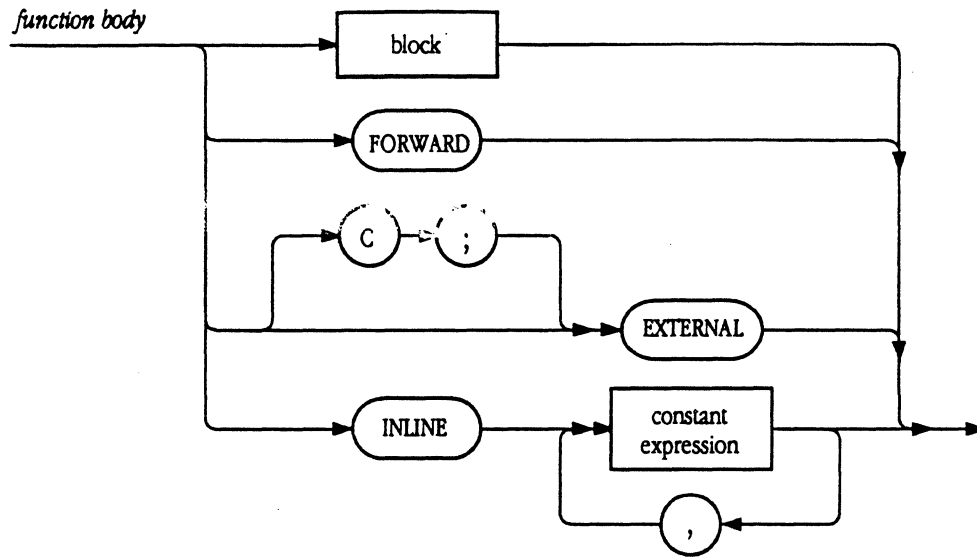 function body
block
FORWARD
C
;
EXTERNAL
INLINE
constant
expression
,